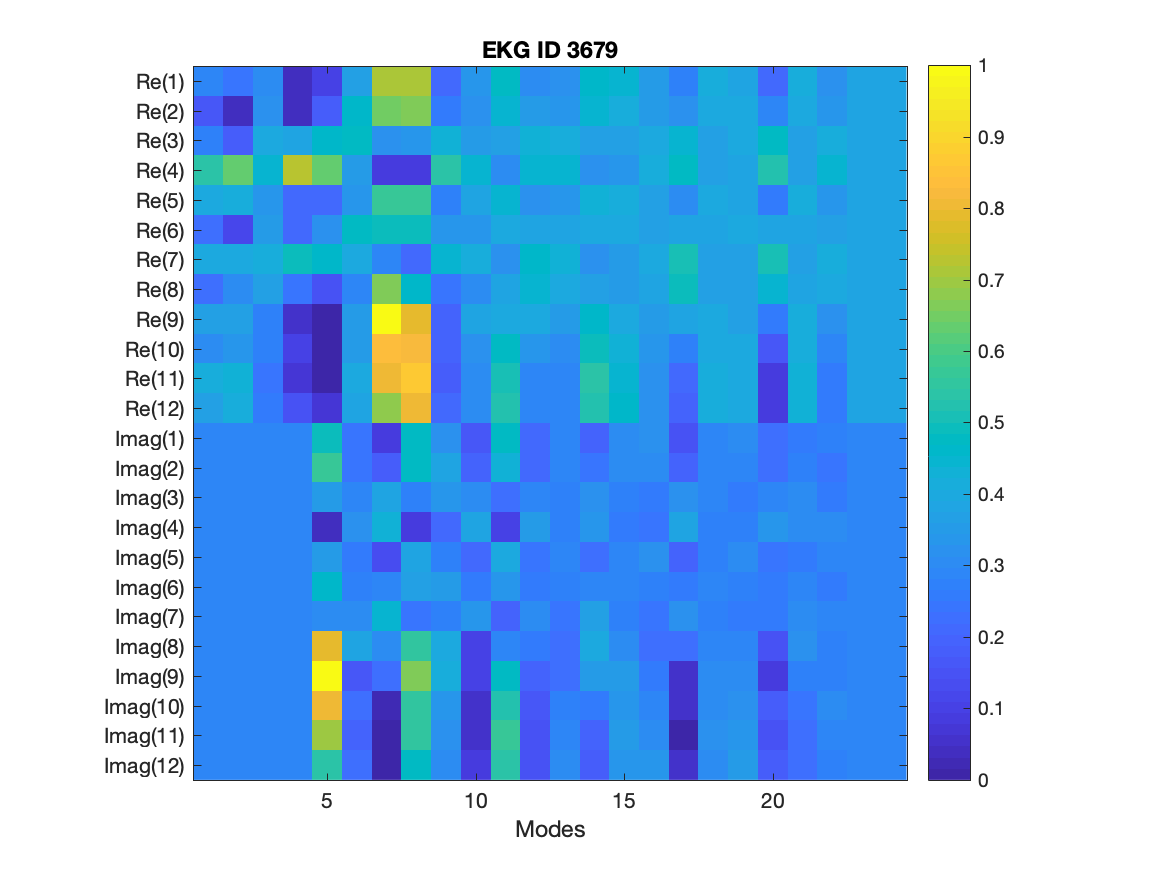 EKG ID 3679
Re(1)
Re(2)
Re(3)
Re(4)
Re(5)
Re(6)
Re(7)
Re(8)
Re(9)
Re(10)
Re(11)
Re(12)
Imag(1)
Imag(2)
Imag(3)
Imag(4)
Imag(5)
Imag(6)
Imag(7)
Imag(8)
Imag(9)
Imag(10)
Imag(11)
Imag(12)
5 10 15 20
Modes
1
0.9
0.8
0.7
0.6
0.5
0.4
0.3
0.2
0.1
0